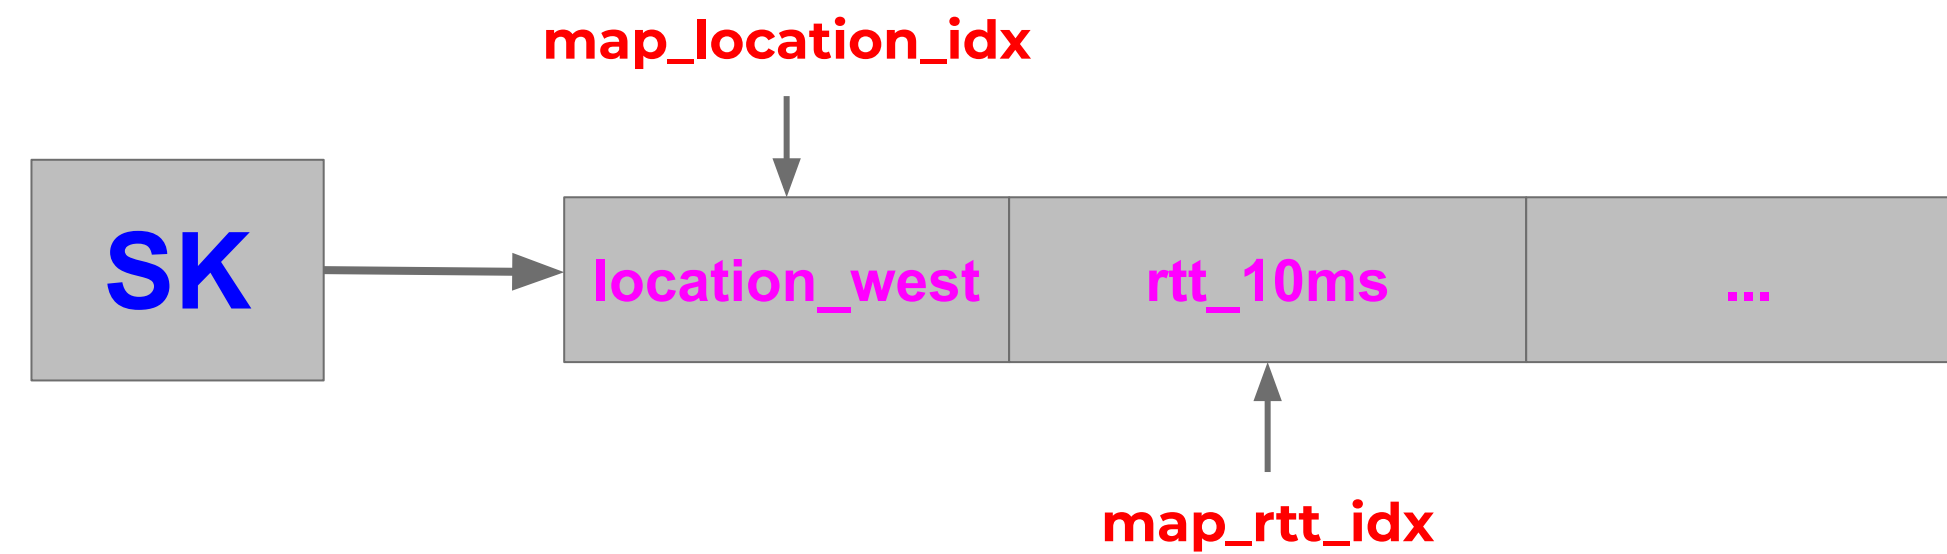 map_location_idx
SK
location_west
rtt_10ms
...
map_rtt_idx